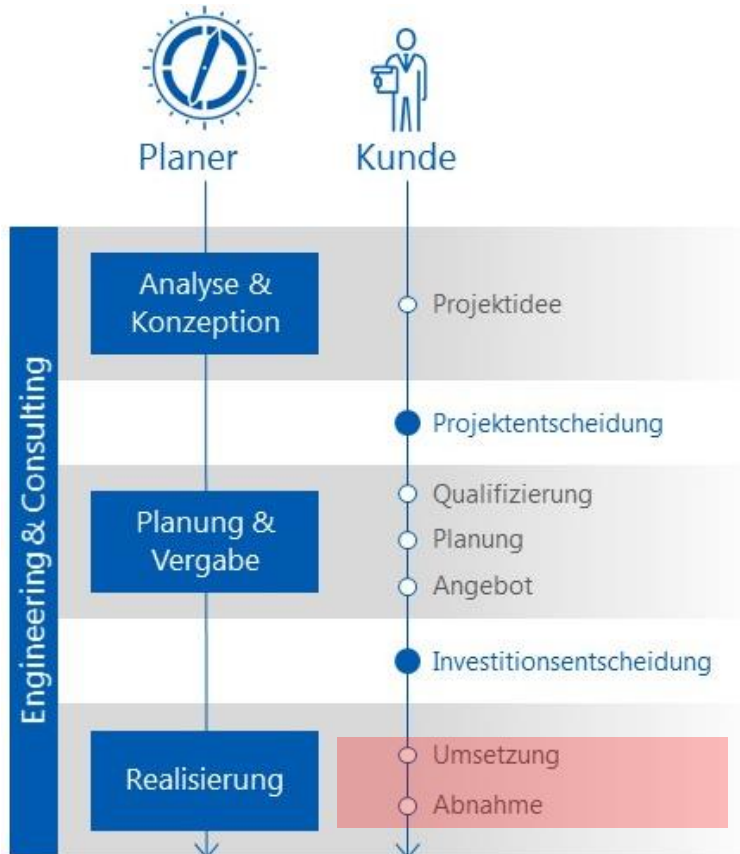 Planer
Kunde
Engineering & Consulting
Analyse &
Konzeption
Projektidee
Projektentscheidung
Planung &
Vergabe
Qualifizierung
Planung
Angebot
Investitionsentscheidung
Realisierung
Umsetzung
Abnahme